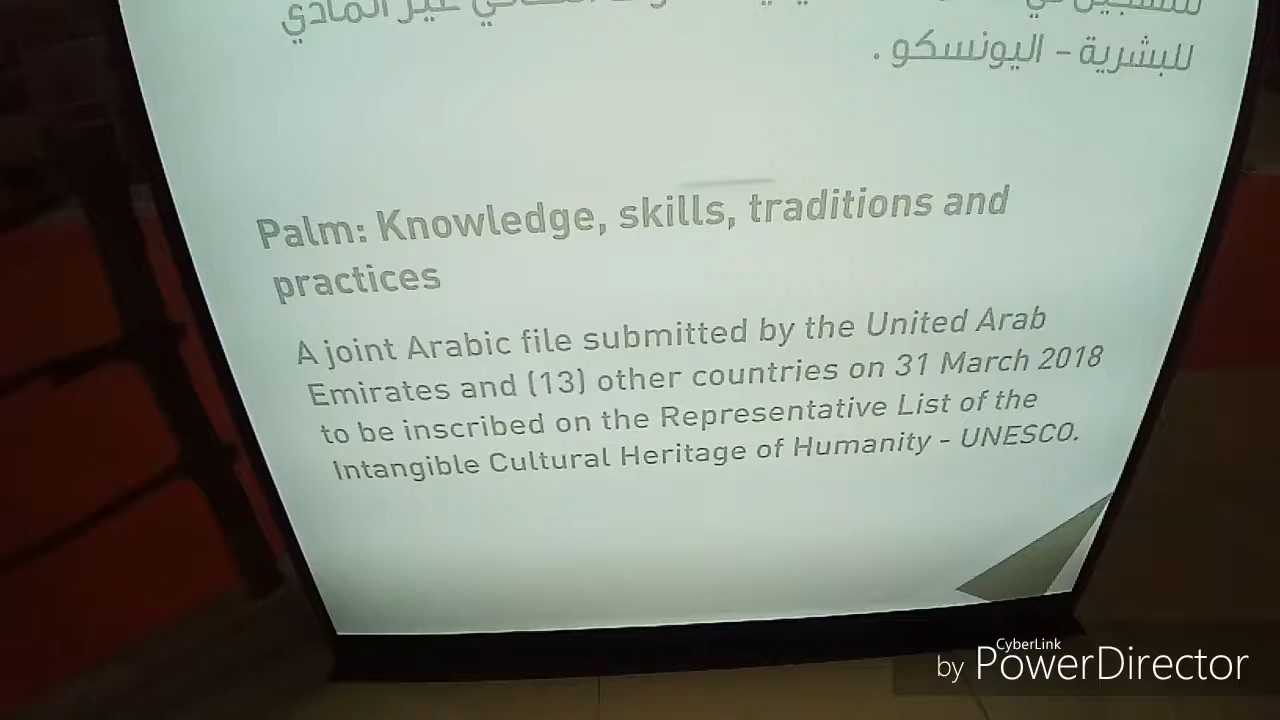 غير المادي
للبشرية - اليونسكو .
Palm: Knowledge, skills, traditions and
practices
A joint Arabic file submitted by the United Arab
Emirates and (13) other countries on 31 March 2018
to be inscribed on the Representative List of the
Intangible Cultural Heritage of Humanity - UNESCO.
CyberLink
by PowerDirector